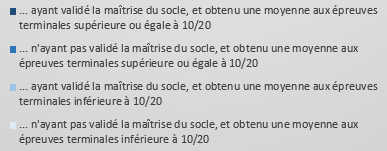 ... ayant validé la maîtrise du socle, et obtenu une moyenne aux épreuves
terminales supérieure ou égale à 10/20
... n'ayant pas validé la maîtrise du socle, et obtenu une moyenne aux
épreuves terminales supérieure ou égale à 10/20
... ayant validé la maîtrise du socle, et obtenu une moyenne aux épreuves
terminales inférieure à 10/20
... n'ayant pas validé la maîtrise du socle, et obtenu une moyenne aux
épreuves terminales inférieure à 10/20